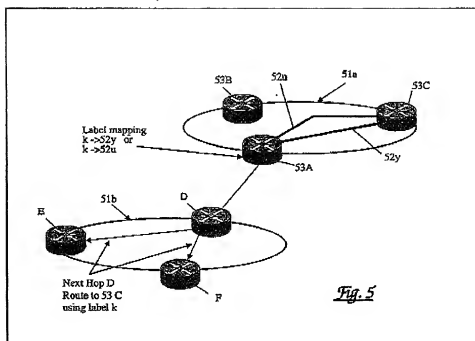 53B
52u
51a
53C
Label mapping
k ->52y or
k ->52u
53A
52y
51b
D
E
Next Hop D
Route to 53 C
using label k
F
Fig. 5